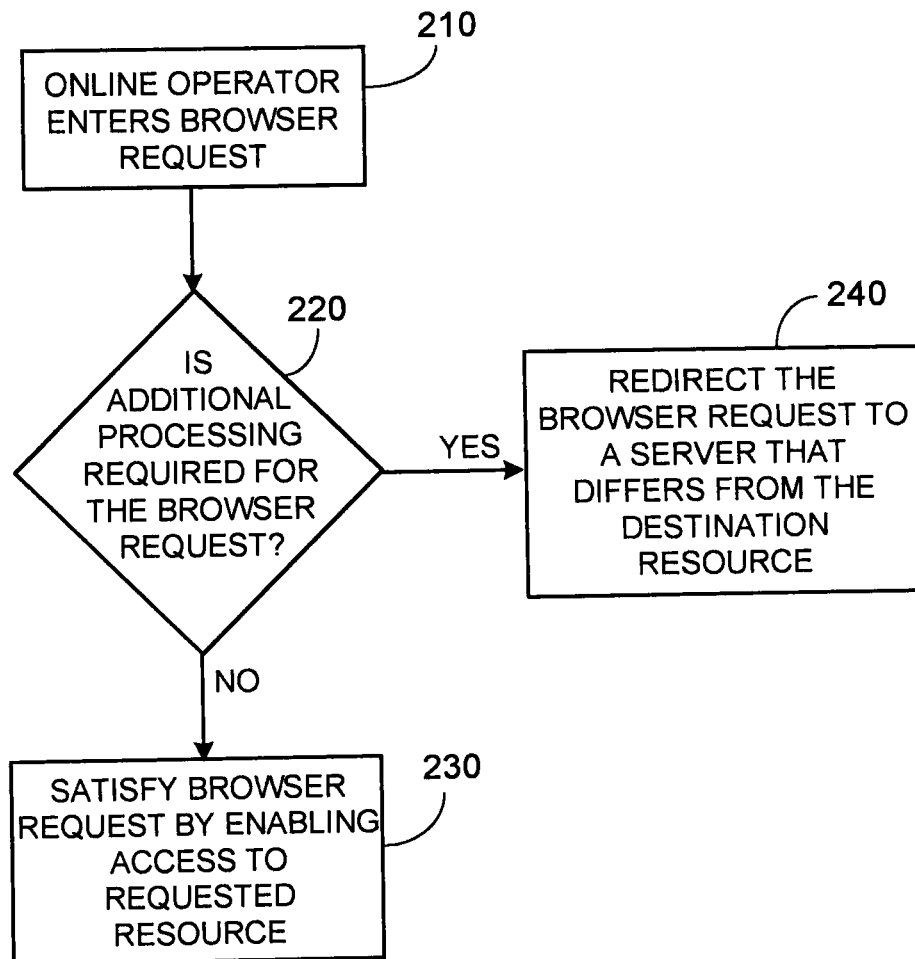 210
ONLINE OPERATOR
ENTERS BROWSER
REQUEST
220
IS
ADDITIONAL
PROCESSING
REQUIRED FOR
THE BROWSER
REQUEST?
YES
240
REDIRECT THE
BROWSER REQUEST TO
A SERVER THAT
DIFFERS FROM THE
DESTINATION
RESOURCE
NO
230
SATISFY BROWSER
REQUEST BY ENABLING
ACCESS TO
REQUESTED
RESOURCE